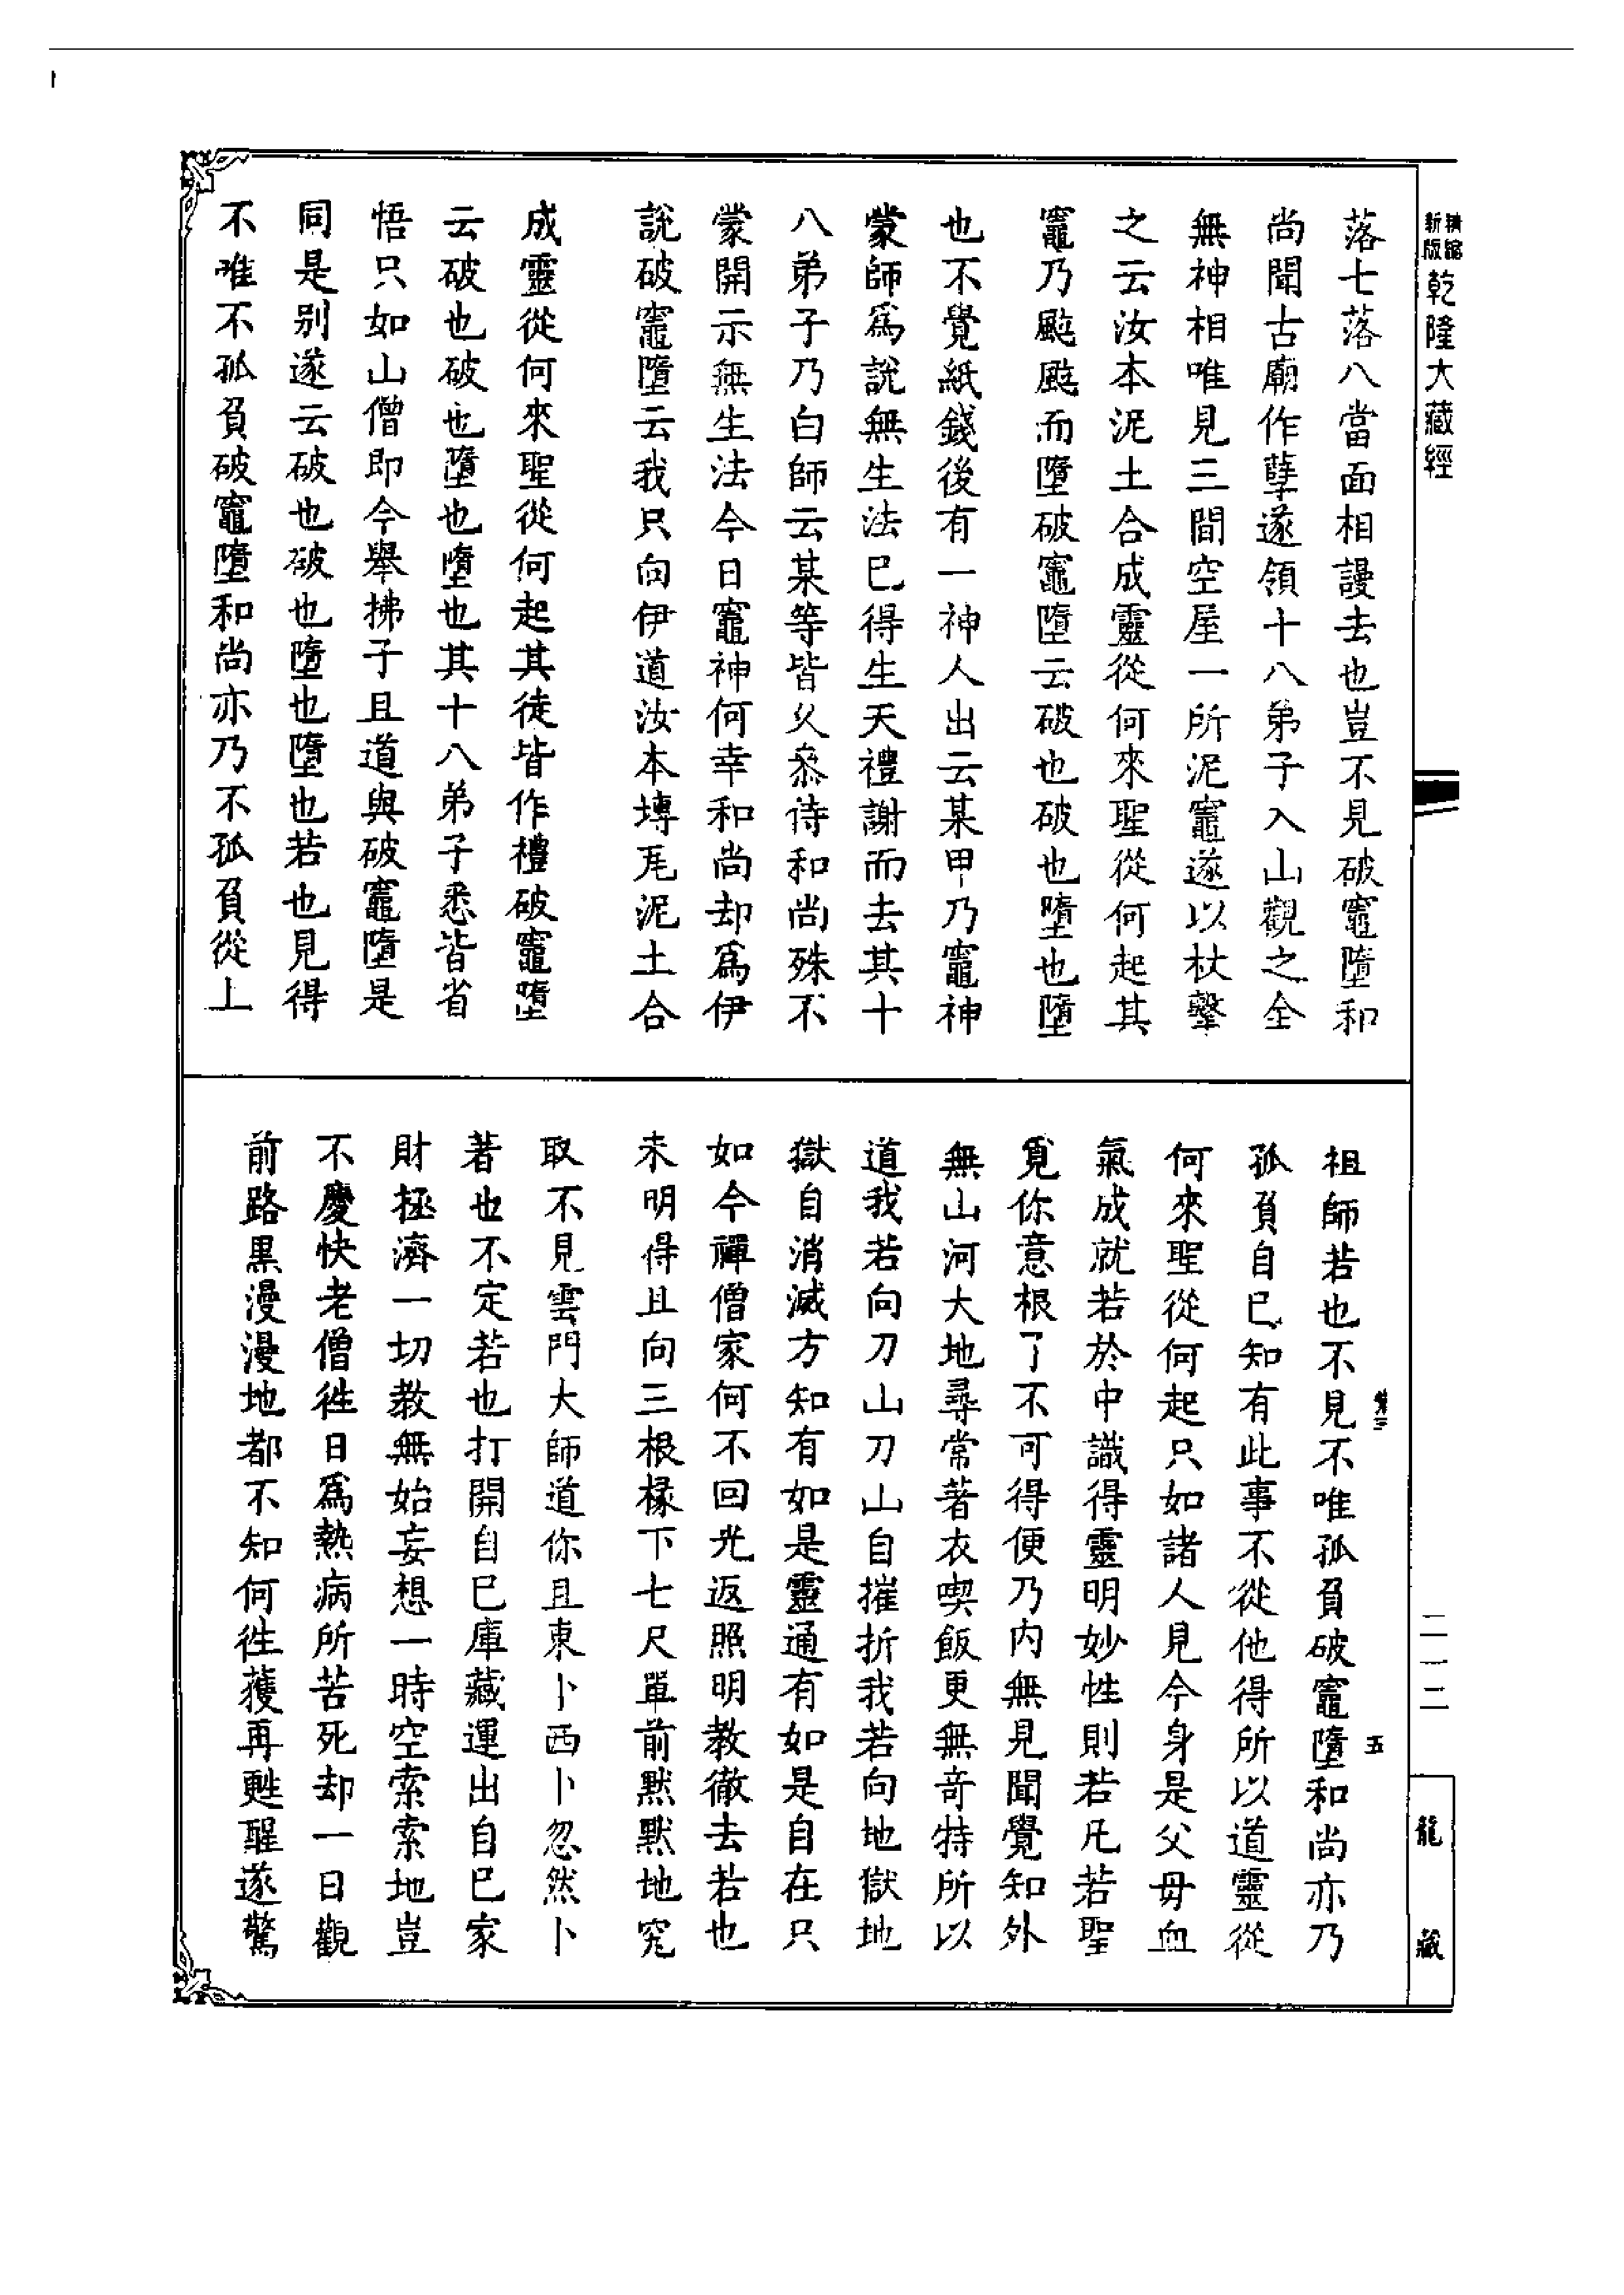 精縮
新版
乾隆大藏經
落七落八當面相謾去也豈不見破竈墮和
尚聞古廟作孽遂領十八弟子入山觀之全
無神相唯見三間空屋一所泥竈遂以杖擊
之云汝本泥土合成靈從何來聖從何起其
竈乃颩颩而墮破竈墮云破也破也墮也墮
也不覺紙錢後有一神人出云某甲乃竈神
蒙師爲說無生法已得生天禮謝而去其十
八弟子乃白師云某等皆乆叅侍和尚殊不
蒙開示無生法今日竈神何幸和尚却爲伊
說破竈墮云我只向伊道汝本塼瓦泥土合
成靈從何來聖從何起其徒皆作禮破竈墮
云破也破也墮也墮也其十八弟子悉皆省
悟只如山僧即今舉拂子且道與破竈墮是
同是别遂云破也破也墮也墮也若也見得
不唯不孤負破竈墮和尚亦乃不孤負從上
祖師若也不見不唯孤負破竈墮和尚亦乃
孤負自己知有此事不從他得所以道靈從
何來聖從何起只如諸人見今身是父母血
氣成就若於中識得靈明妙性則若凡若聖
覓你意根了不可得便乃内無見聞覺知外
無山河大地尋常著衣喫飯更無奇特所以
道我若向刀山刀山自摧折我若向地獄地
獄自消滅方知有如是靈通有如是自在只
如今禪僧家何不回光返照明教徹去若也
未明得且向三根椽下七尺單前默默地究
取不見雲門大師道你且東卜西卜忽然卜
著也不定若也打開自己庫藏運出自己家
財拯濟一切教無始妄想一時空索索地豈
不慶快老僧徃日爲熱病所苦死却一日觀
前路黒漫漫地都不知何徃獲再甦醒遂驚
第三
五
二一二
龍藏